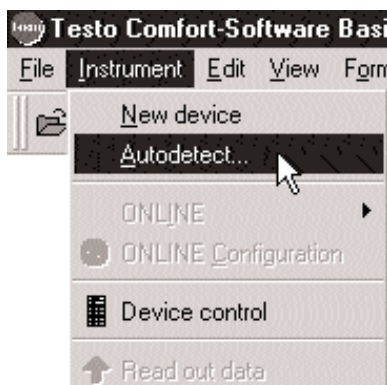 Testo Comfort-Software Basi
File Instrument Edit View Form
New device
Autodetect...
ONLINE
ONLINE Configuration
Device control
Read out data